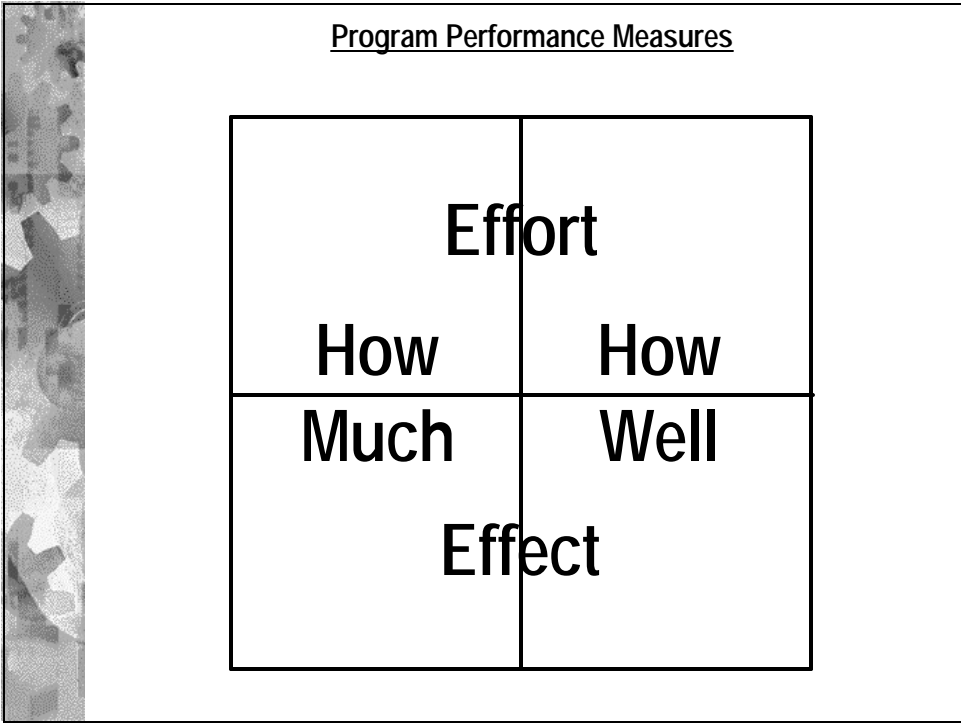 Program Performance Measures
Effort
How How
Much Well
Effect